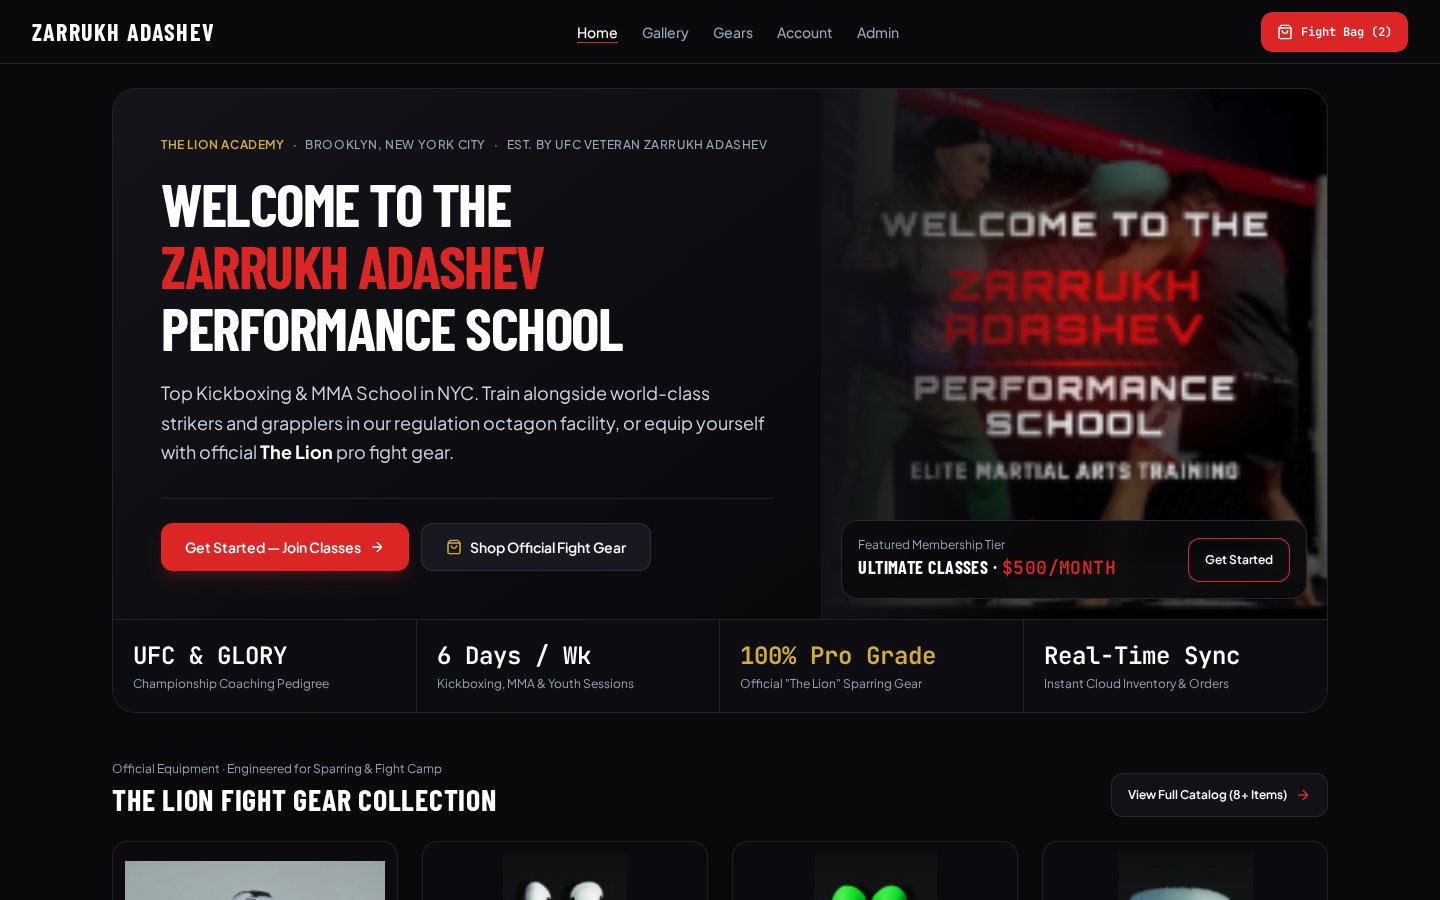 ZARRUKH ADASHEV
Home
Gallery
Gears
Account
Admin
Fight Bag (2)
THE LION ACADEMY · BROOKLYN, NEW YORK CITY · EST. BY UFC VETERAN ZARRUKH ADASHEV
WELCOME TO THE
ZARRUKH ADASHEV
PERFORMANCE SCHOOL
Top Kickboxing & MMA School in NYC. Train alongside world-class
strikers and grapplers in our regulation octagon facility, or equip yourself
with official The Lion pro fight gear.
Get Started — Join Classes
Shop Official Fight Gear
WELCOME TO THE
ZARRUKH
ADASHEV
PERFORMANCE
SCHOOL
ELITE MARTIAL ARTS TRAINING
Featured Membership Tier
ULTIMATE CLASSES · $500/MONTH
Get Started
UFC & GLORY
Championship Coaching Pedigree
6 Days / Wk
Kickboxing, MMA & Youth Sessions
100% Pro Grade
Official "The Lion" Sparring Gear
Real-Time Sync
Instant Cloud Inventory & Orders
Official Equipment · Engineered for Sparring & Fight Camp
THE LION FIGHT GEAR COLLECTION
View Full Catalog (8+ Items)